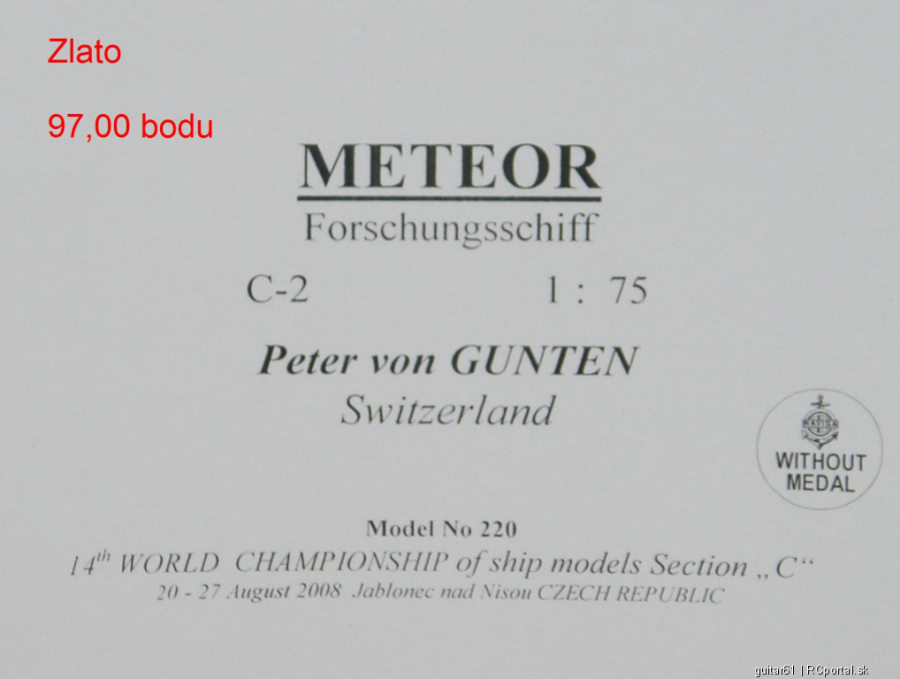 Zlato
97,00 bodu
METEOR
Forschungsschiff
C-2 1 : 75
Peter von GUNTEN
Switzerland
WITHOUT
MEDAL
Model No 220
14th WORLD CHAMPIONSHIP of ship models Section „C“
20 - 27 August 2008 Jablonec nad Nisou CZECH REPUBLIC
guitar61 | RCportal.sk